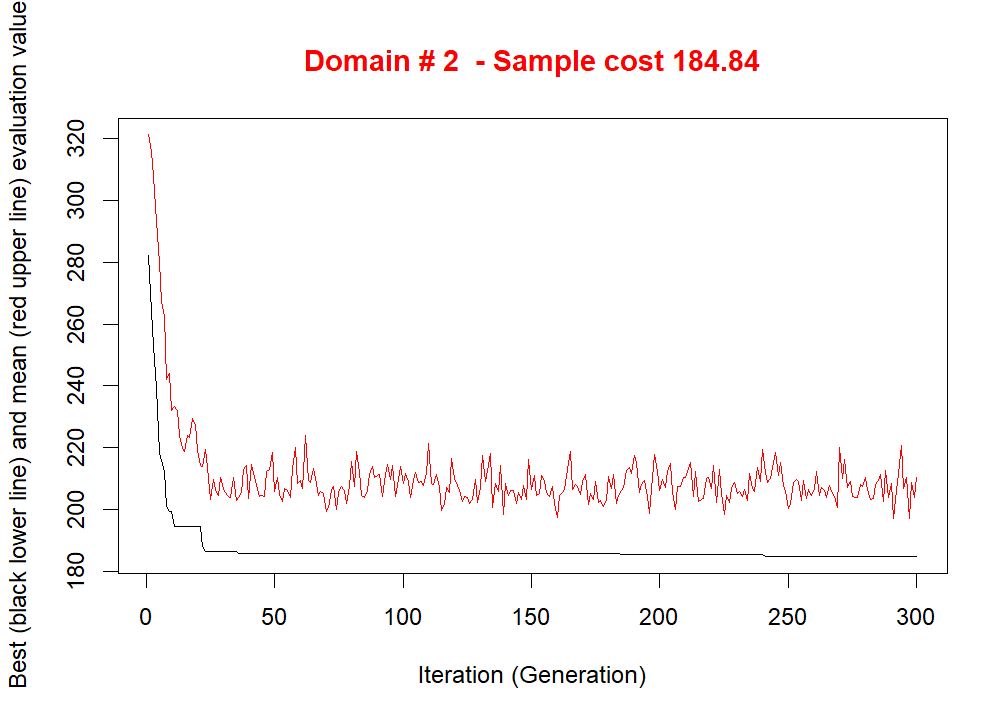 Domain # 2  - Sample cost 184.84
Best (black lower line) and mean (red upper line) evaluation value
320
300
280
260
240
220
200
180
0 50 100 150 200 250 300
Iteration (Generation)